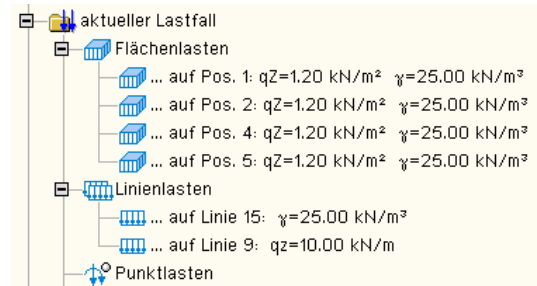 aktueller Lastfall
Flächenlasten
... auf Pos. 1: qZ=1.20 kN/m² γ=25.00 kN/m³
... auf Pos. 2: qZ=1.20 kN/m² γ=25.00 kN/m³
... auf Pos. 4: qZ=1.20 kN/m² γ=25.00 kN/m³
... auf Pos. 5: qZ=1.20 kN/m² γ=25.00 kN/m³
Linienlasten
... auf Linie 15: γ=25.00 kN/m³
... auf Linie 9: qz=10.00 kN/m
Punktlasten